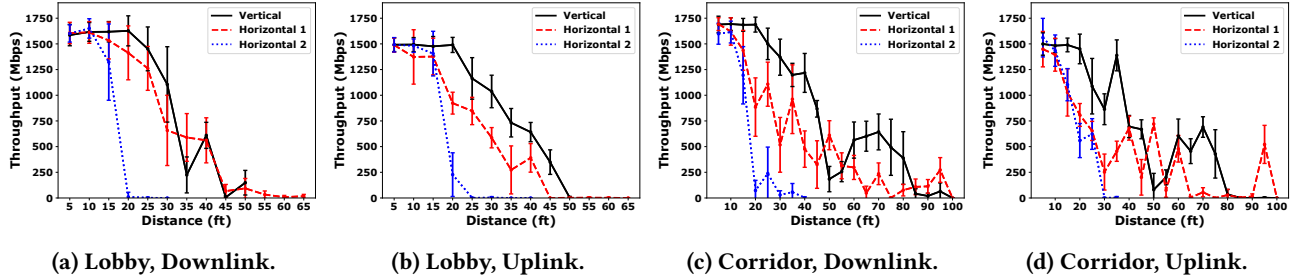 Throughput (Mbps)
1750
1500
1250
1000
750
500
250
0
5 10 15 20 25 30 35 40 45 50 55 60 65
Distance (ft)
Vertical
Horizontal 1
Horizontal 2
(a) Lobby, Downlink.
Throughput (Mbps)
1750
1500
1250
1000
750
500
250
0
5 10 15 20 25 30 35 40 45 50 55 60 65
Distance (ft)
Vertical
Horizontal 1
Horizontal 2
(b) Lobby, Uplink.
Throughput (Mbps)
1750
1500
1250
1000
750
500
250
0
10 20 30 40 50 60 70 80 90 100
Distance (ft)
Vertical
Horizontal 1
Horizontal 2
(c) Corridor, Downlink.
Throughput (Mbps)
1750
1500
1250
1000
750
500
250
0
10 20 30 40 50 60 70 80 90 100
Distance (ft)
Vertical
Horizontal 1
Horizontal 2
(d) Corridor, Uplink.